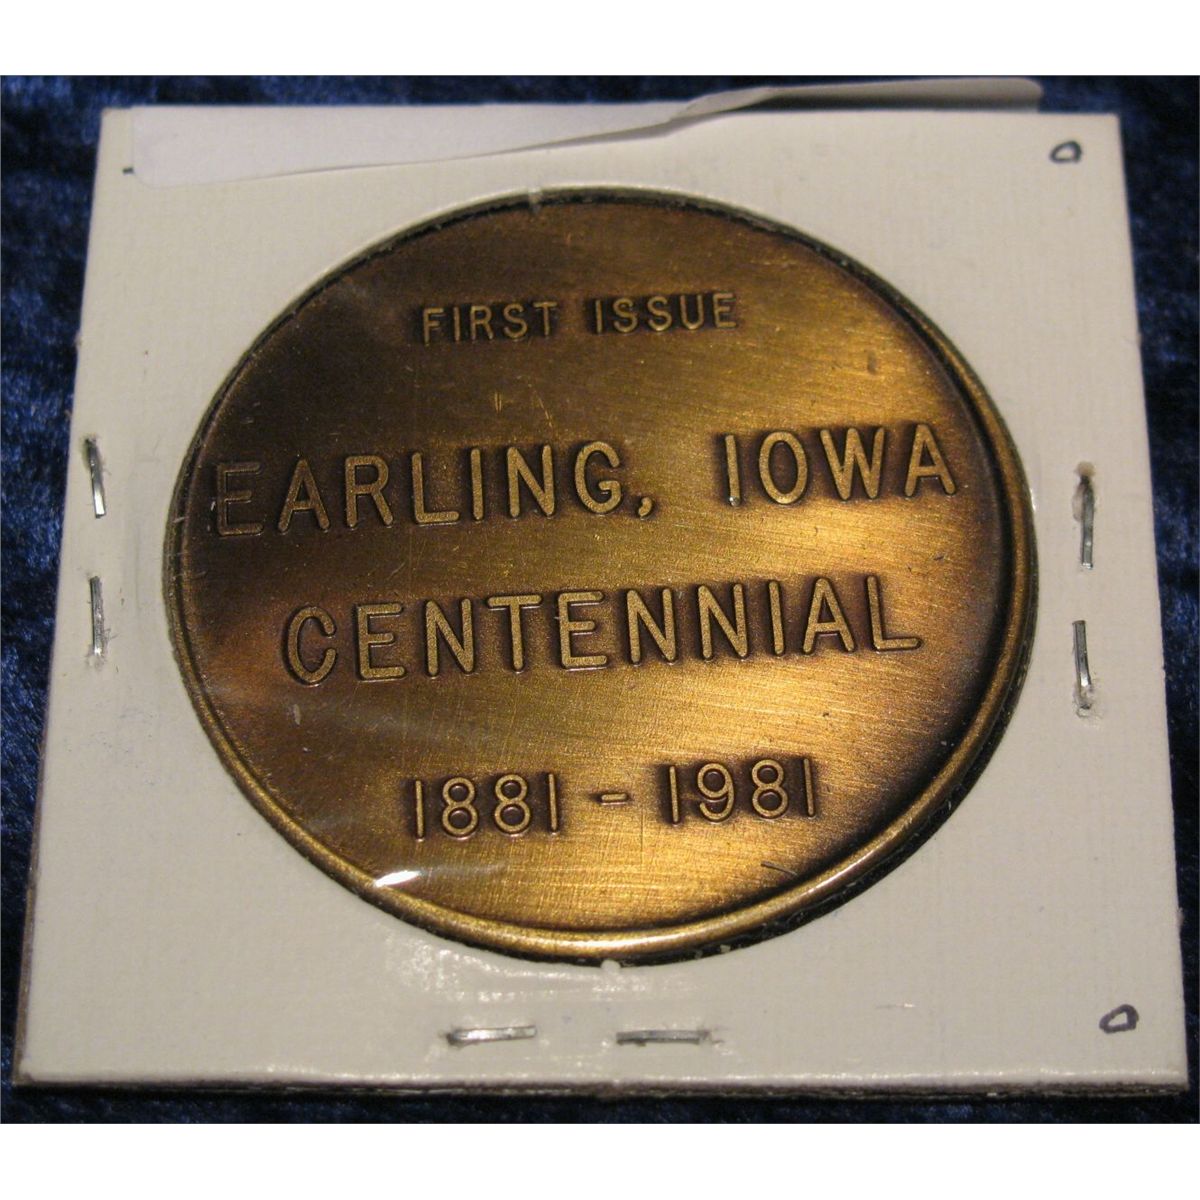 FIRST ISSUE
EARLING, IOWA
CENTENNIAL
1881 - 1981